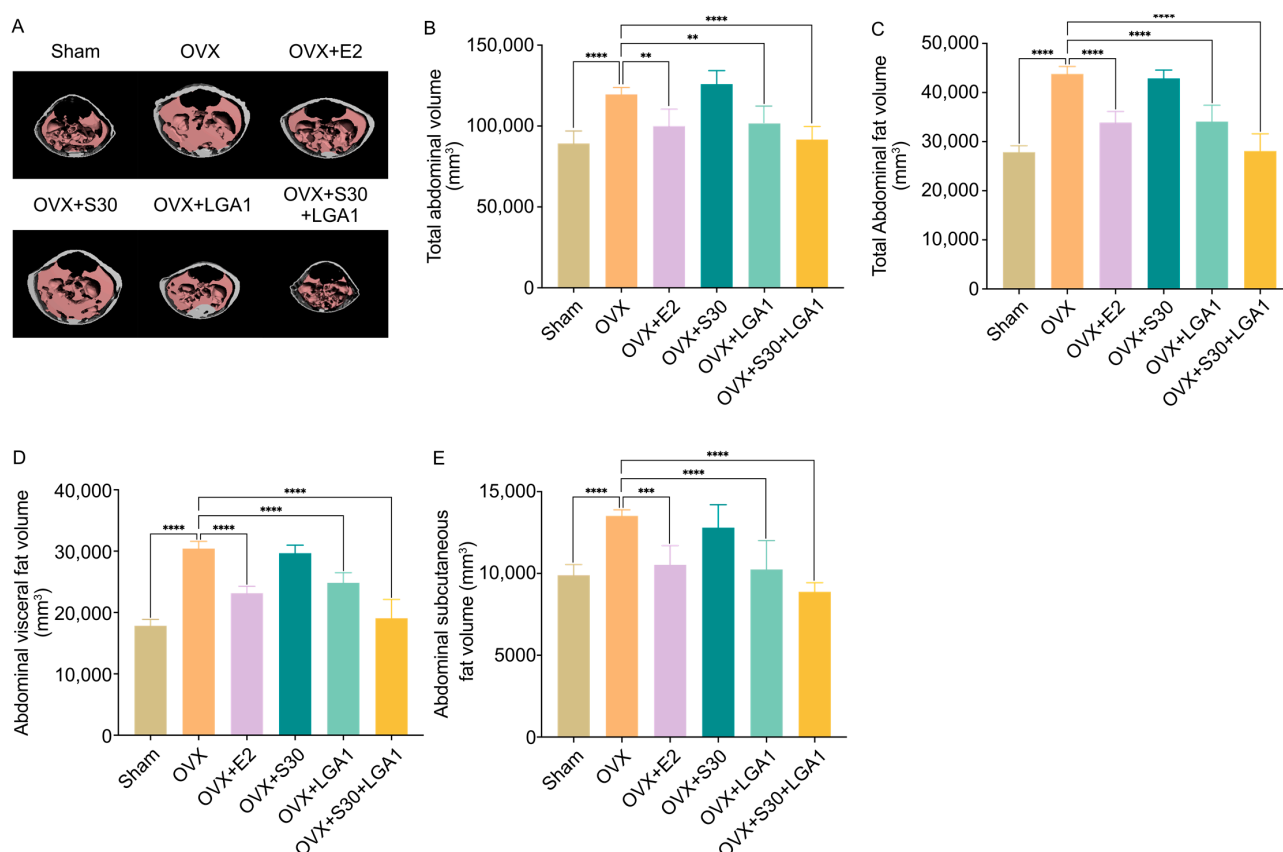 A
Sham OVX OVX+E2
OVX+S30 OVX+LGA1 OVX+S30
+LGA1
B
Total abdominal volume
(mm³)
150,000
100,000
50,000
0
****
**
**
****
Sham
OVX
OVX+E2
OVX+S30
OVX+LGA1
OVX+S30+LGA1
C
Total Abdominal fat volume
(mm³)
50,000
40,000
30,000
20,000
10,000
0
****
****
****
****
Sham
OVX
OVX+E2
OVX+S30
OVX+LGA1
OVX+S30+LGA1
D
Abdominal visceral fat volume
(mm³)
40,000
30,000
20,000
10,000
0
****
****
****
****
Sham
OVX
OVX+E2
OVX+S30
OVX+LGA1
OVX+S30+LGA1
E
Abdominal subcutaneous
fat volume (mm³)
15,000
10,000
5000
0
****
***
****
****
Sham
OVX
OVX+E2
OVX+S30
OVX+LGA1
OVX+S30+LGA1